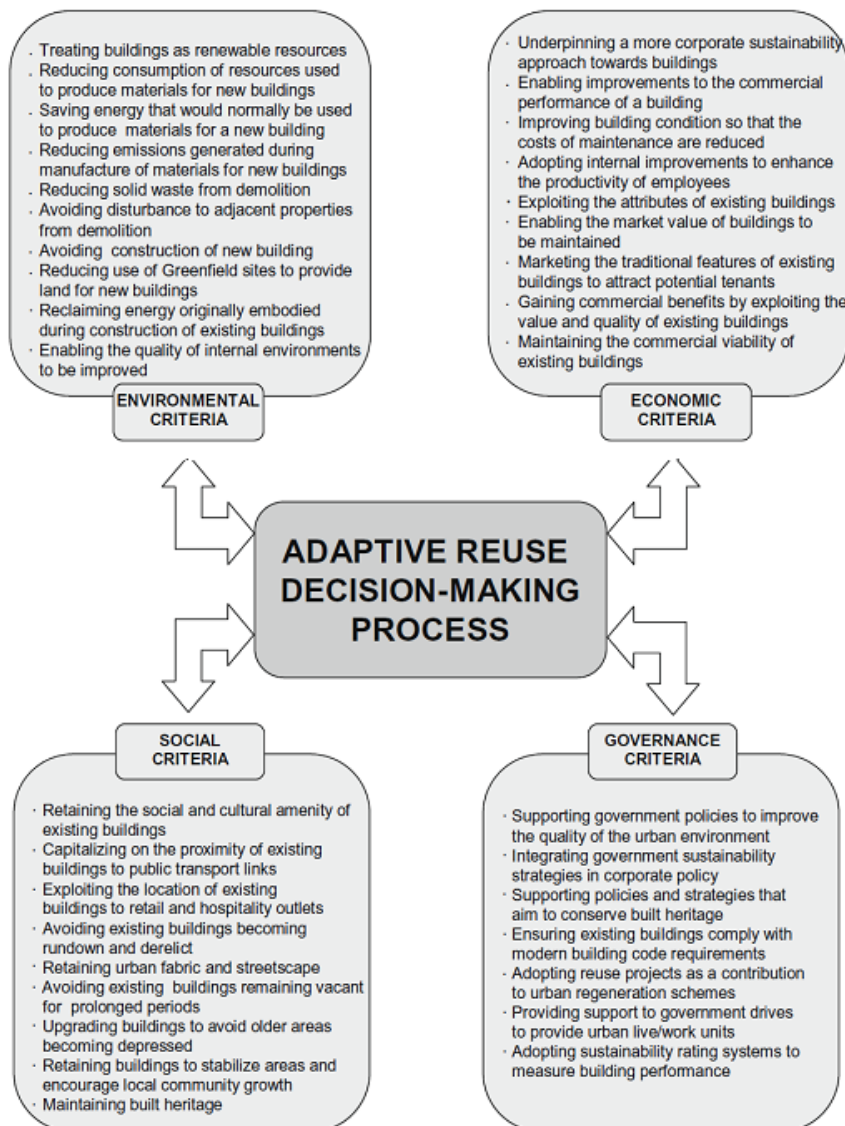 . Treating buildings as renewable resources
. Reducing consumption of resources used
to produce materials for new buildings
. Saving energy that would normally be used
to produce materials for a new building
. Reducing emissions generated during
manufacture of materials for new buildings
. Reducing solid waste from demolition
. Avoiding disturbance to adjacent properties
from demolition
. Avoiding construction of new building
. Reducing use of Greenfield sites to provide
land for new buildings
· Reclaiming energy originally embodied
during construction of existing buildings
· Enabling the quality of internal environments
to be improved
ENVIRONMENTAL
CRITERIA
· Underpinning a more corporate sustainability
approach towards buildings
· Enabling improvements to the commercial
performance of a building
· Improving building condition so that the
costs of maintenance are reduced
· Adopting internal improvements to enhance
the productivity of employees
· Exploiting the attributes of existing buildings
· Enabling the market value of buildings to
be maintained
· Marketing the traditional features of existing
buildings to attract potential tenants
· Gaining commercial benefits by exploiting the
value and quality of existing buildings
· Maintaining the commercial viability of
existing buildings
ECONOMIC
CRITERIA
ADAPTIVE REUSE
DECISION-MAKING
PROCESS
SOCIAL
CRITERIA
· Retaining the social and cultural amenity of
existing buildings
· Capitalizing on the proximity of existing
buildings to public transport links
· Exploiting the location of existing
buildings to retail and hospitality outlets
· Avoiding existing buildings becoming
rundown and derelict
· Retaining urban fabric and streetscape
· Avoiding existing buildings remaining vacant
for prolonged periods
· Upgrading buildings to avoid older areas
becoming depressed
· Retaining buildings to stabilize areas and
encourage local community growth
· Maintaining built heritage
GOVERNANCE
CRITERIA
· Supporting government policies to improve
the quality of the urban environment
· Integrating government sustainability
strategies in corporate policy
· Supporting policies and strategies that
aim to conserve built heritage
· Ensuring existing buildings comply with
modern building code requirements
· Adopting reuse projects as a contribution
to urban regeneration schemes
· Providing support to government drives
to provide urban live/work units
· Adopting sustainability rating systems to
measure building performance